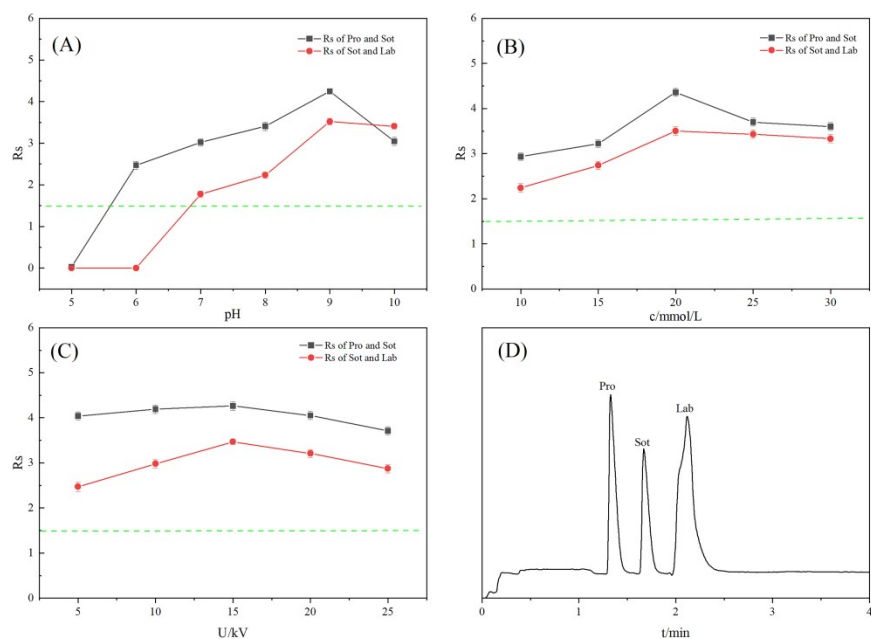 (A)
Rs of Pro and Sot
Rs of Sot and Lab
6
5
4
3
2
1
0
Rs
5 6 7 8 9 10
pH
(B)
Rs of Pro and Sot
Rs of Sot and Lab
6
5
4
3
2
1
0
Rs
10 15 20 25 30
c/mmol/L
(C)
Rs of Pro and Sot
Rs of Sot and Lab
6
5
4
3
2
1
0
Rs
5 10 15 20 25
U/kV
(D)
Pro
Sot
Lab
0 1 2 3 4
t/min